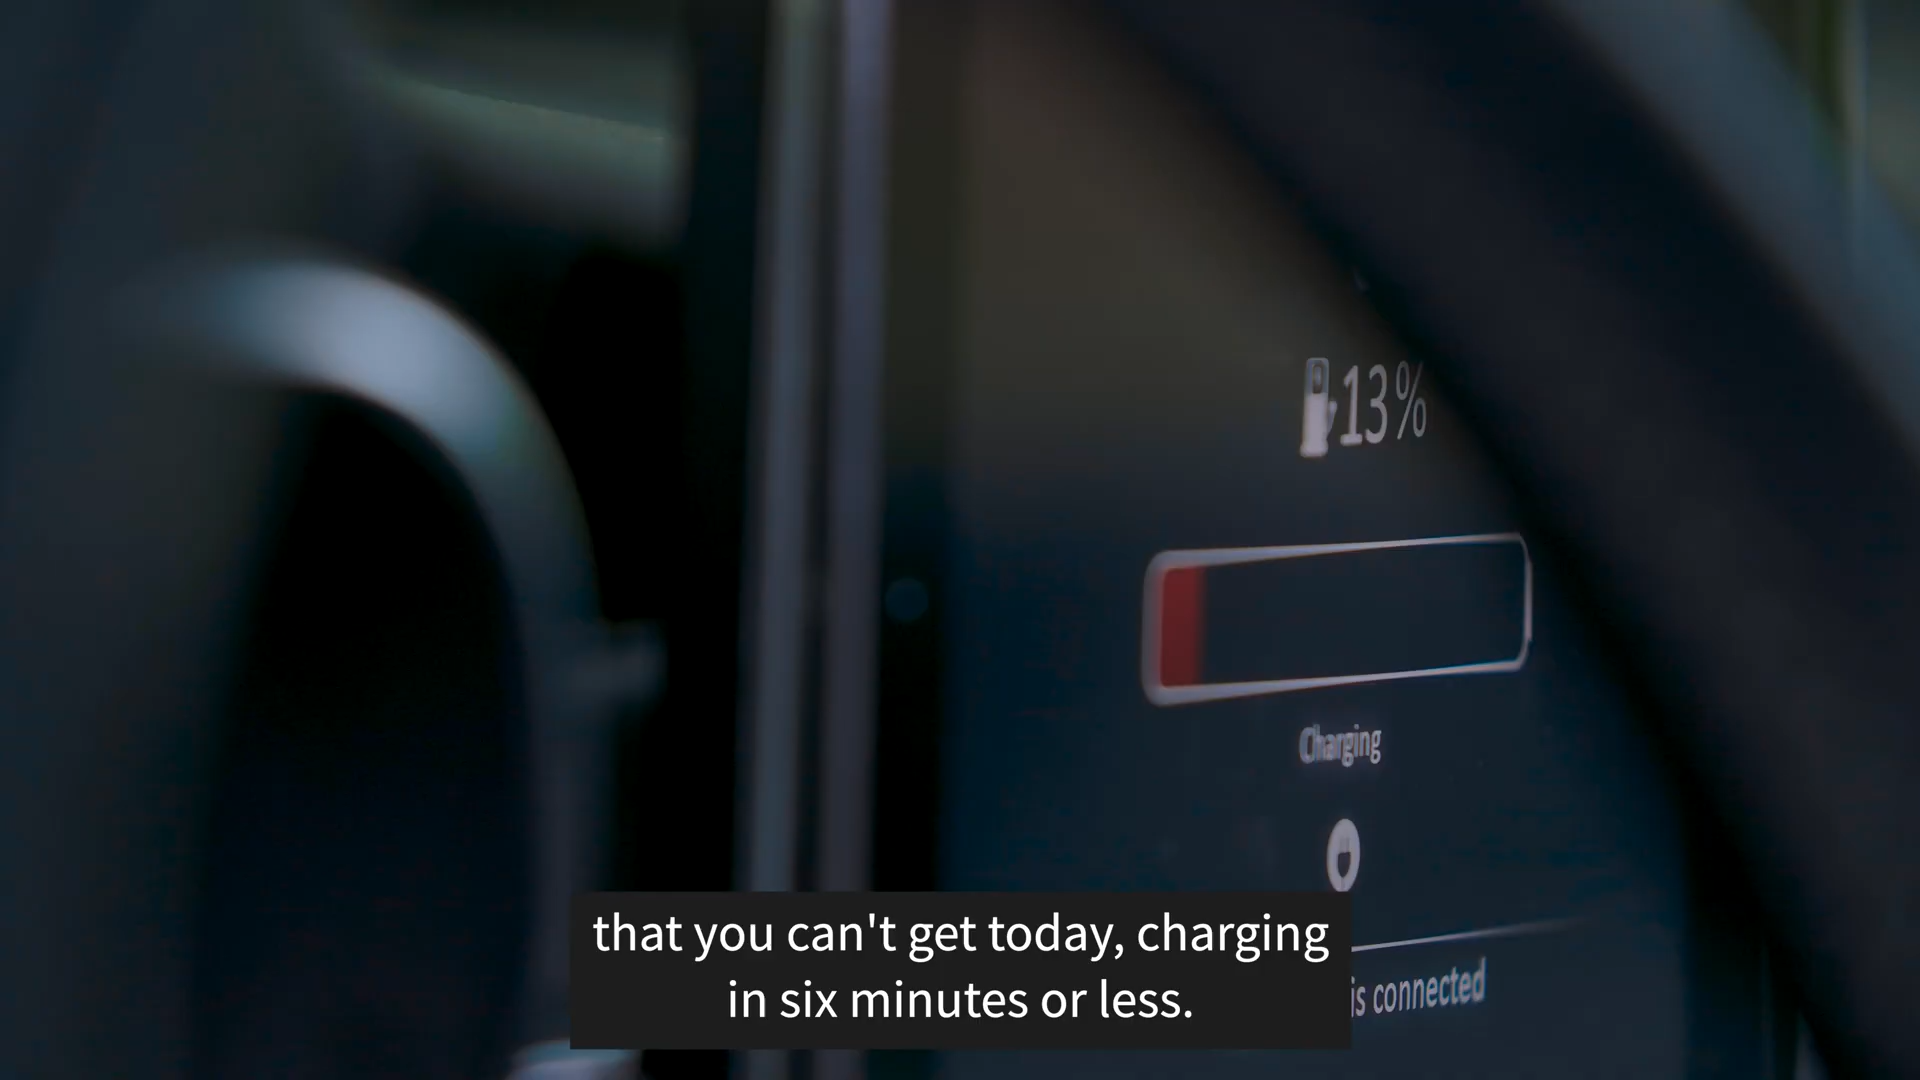 13%
Charging
is connected
that you can't get today, charging
in six minutes or less.